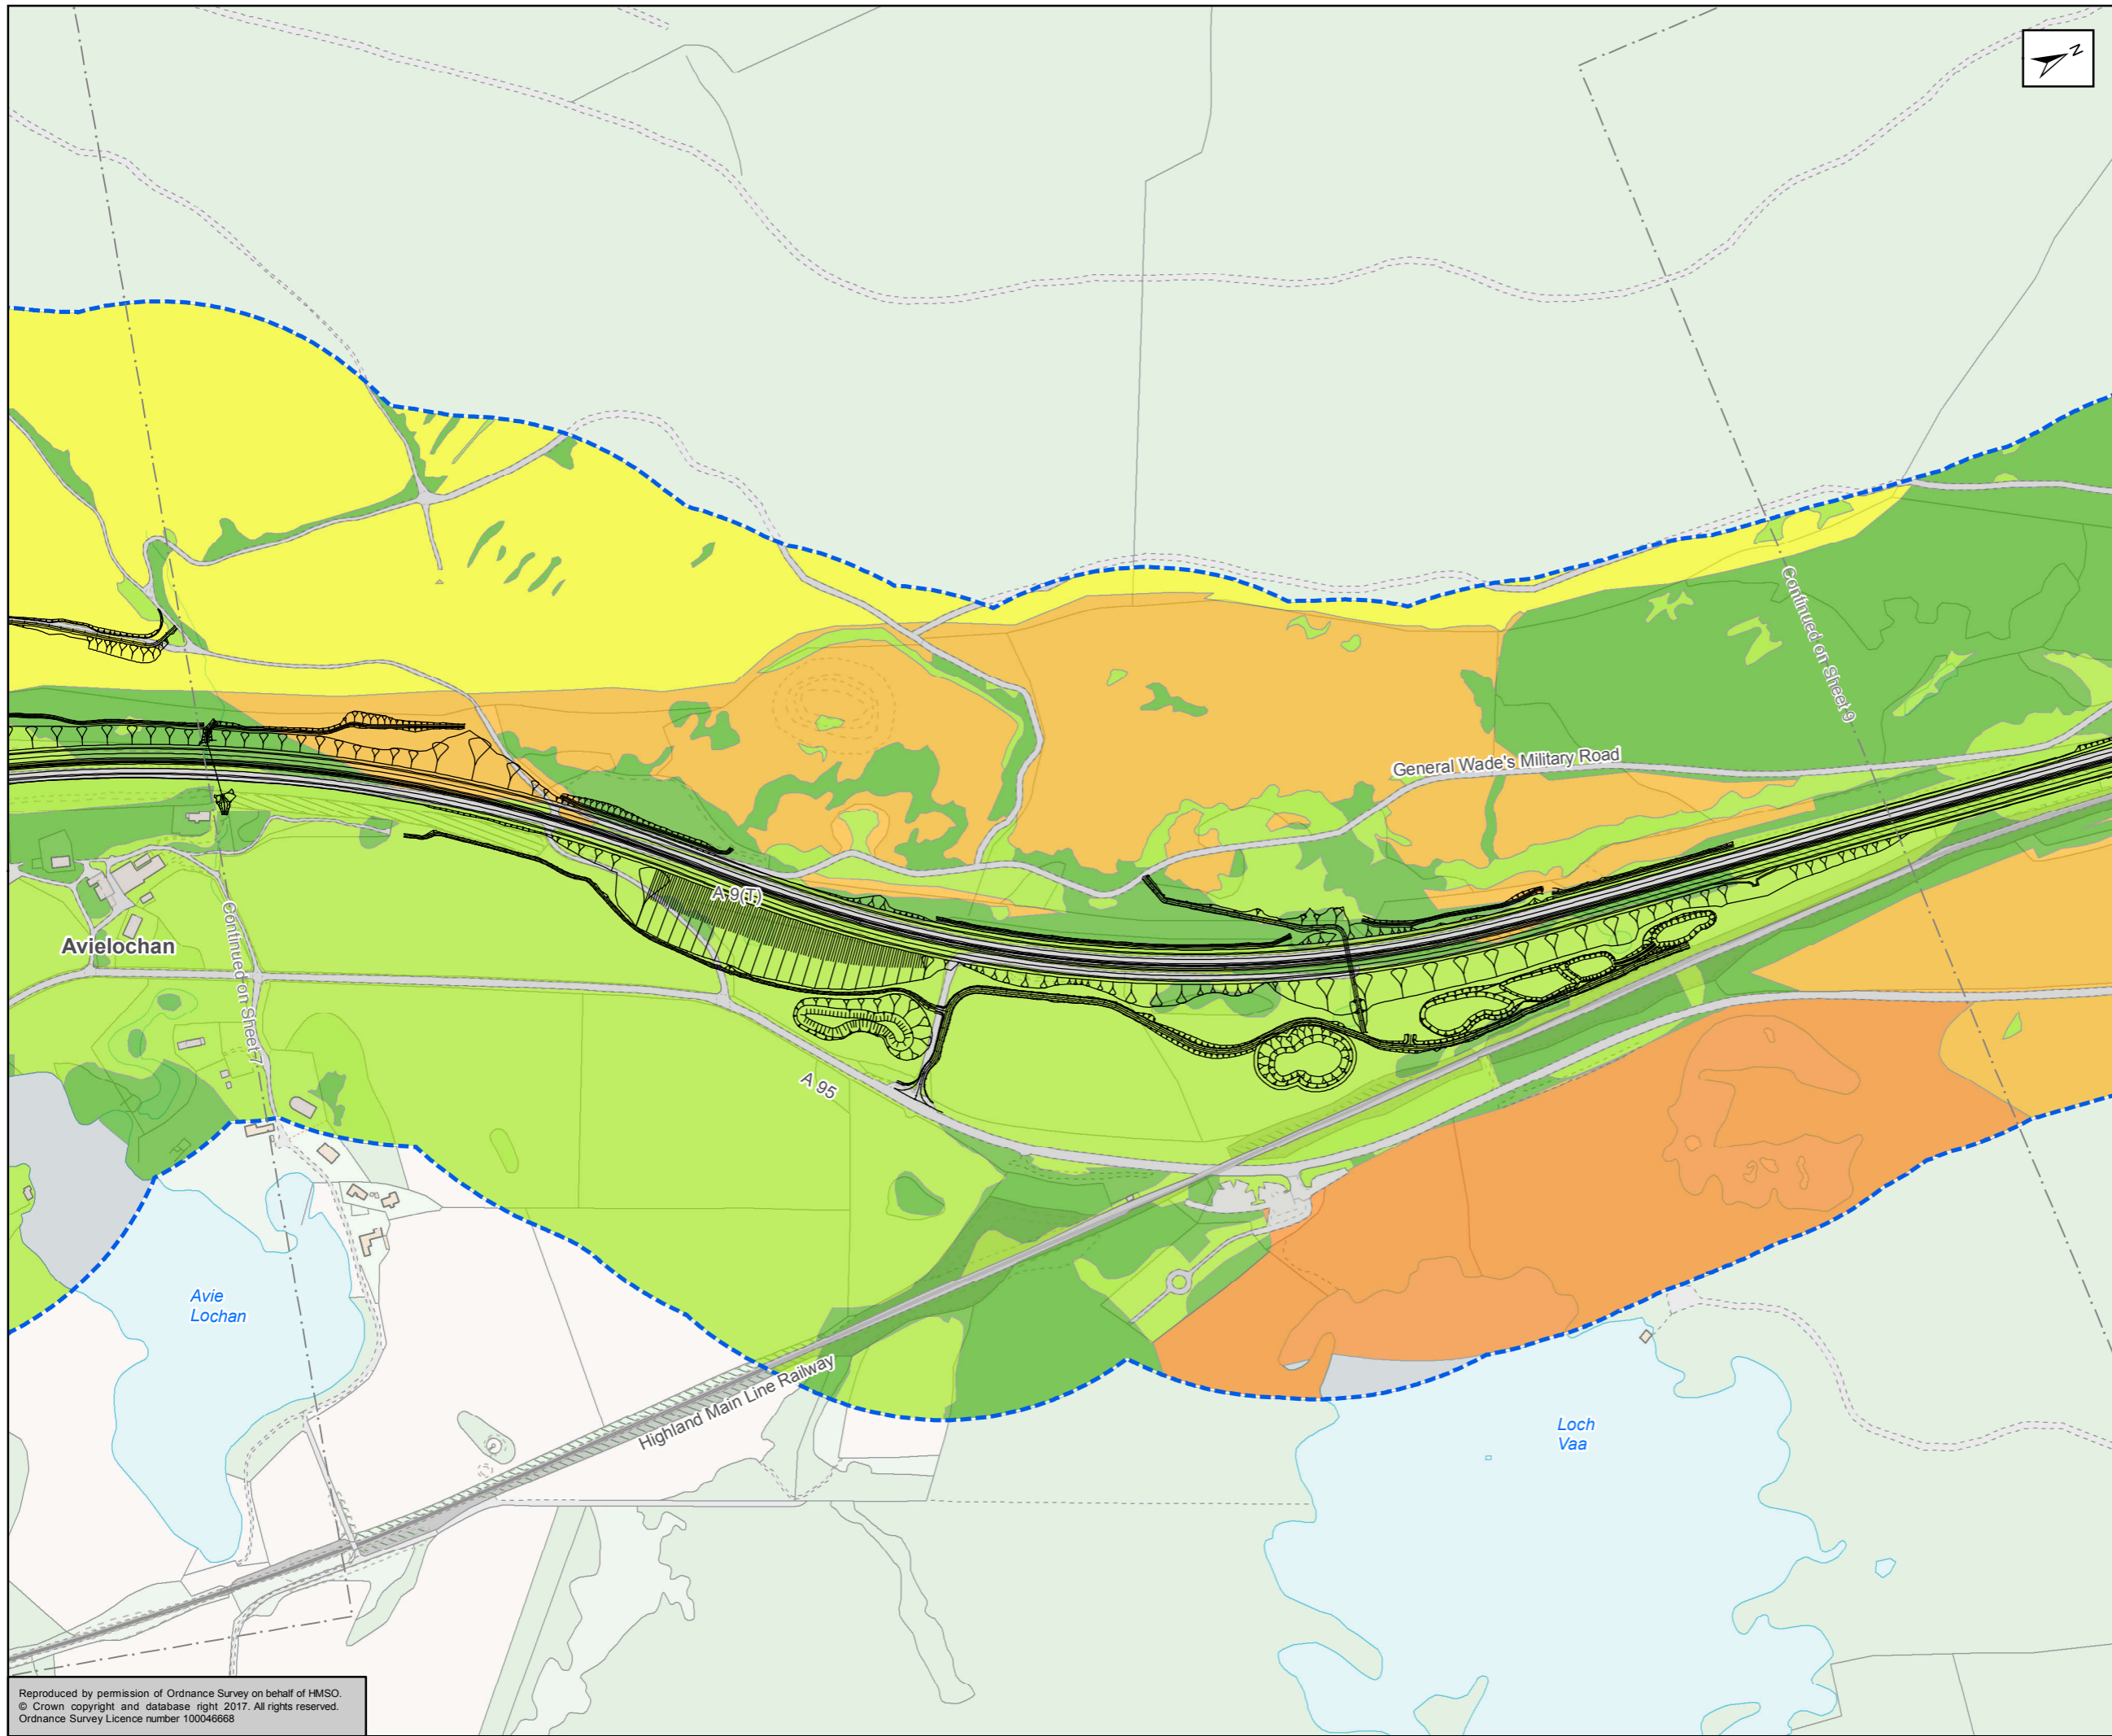 N
Continued on Sheet 9
General Wade's Military Road
A 9(T)
Avielochan
Continued on Sheet 7
A 95
Avie
Lochan
Highland Main Line Railway
Loch
Vaa
Reproduced by permission of Ordnance Survey on behalf of HMSO.
© Crown copyright and database right 2017. All rights reserved.
Ordnance Survey Licence number 100046668